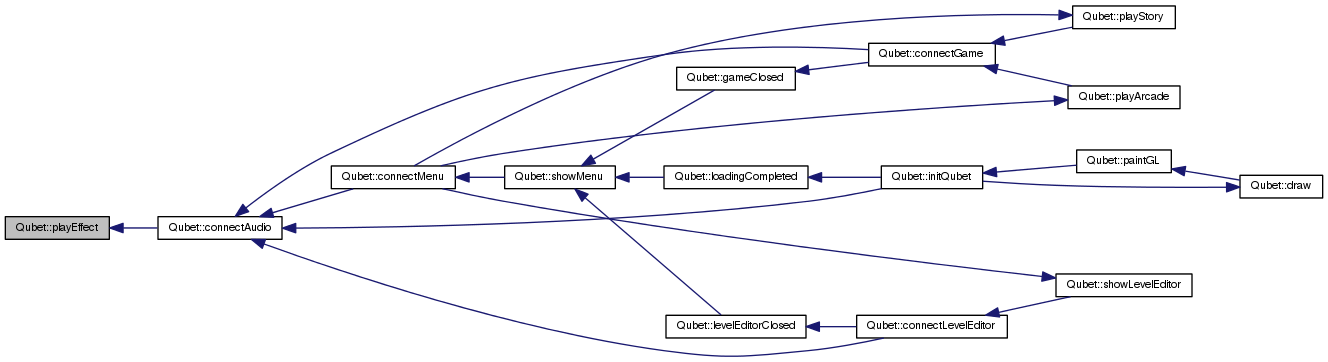 Qubet::playStory
Qubet::connectGame
Qubet::gameClosed
Qubet::playArcade
Qubet::paintGL
Qubet::connectMenu
Qubet::showMenu
Qubet::loadingCompleted
Qubet::initQubet
Qubet::draw
Qubet::playEffect
Qubet::connectAudio
Qubet::showLevelEditor
Qubet::levelEditorClosed
Qubet::connectLevelEditor